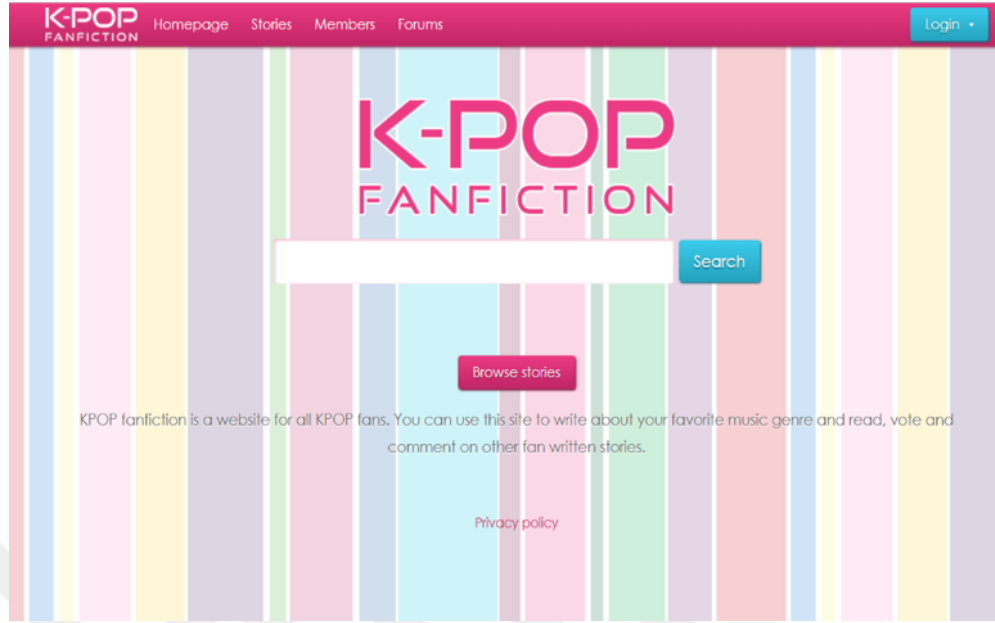 K-POP
FANFICTION
Homepage Stories Members Forums Login
K-POP
FANFICTION
Search
Browse stories
KPOP fanfiction is a website for all KPOP fans. You can use this site to write about your favorite music genre and read, vote and
comment on other fan written stories.
Privacy policy